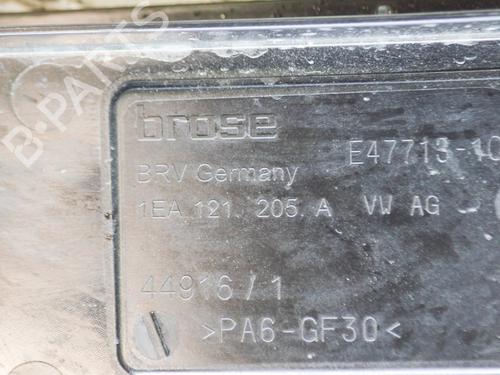 B-PARTS
brose
BRV Germany
E47713-10
1EA.121. 205. A VW AG
44916 / 1
>PA6-GF30<